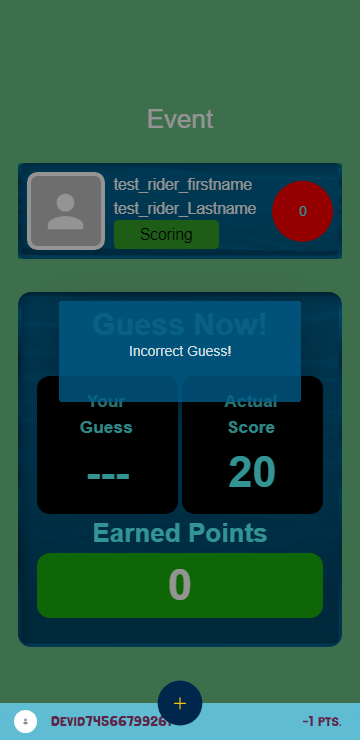 Event
test_rider_firstname
test_rider_Lastname
Scoring
0
Guess Now!
Incorrect Guess!
Your
Guess
---
Actual
Score
20
Earned Points
0
+
-1 PTS.